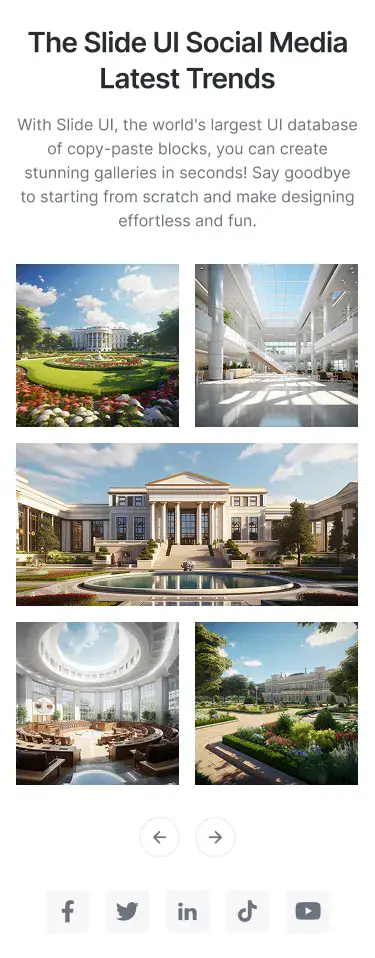 The Slide UI Social Media
Latest Trends
With Slide UI, the world's largest UI database
of copy-paste blocks, you can create
stunning galleries in seconds! Say goodbye
to starting from scratch and make designing
effortless and fun.